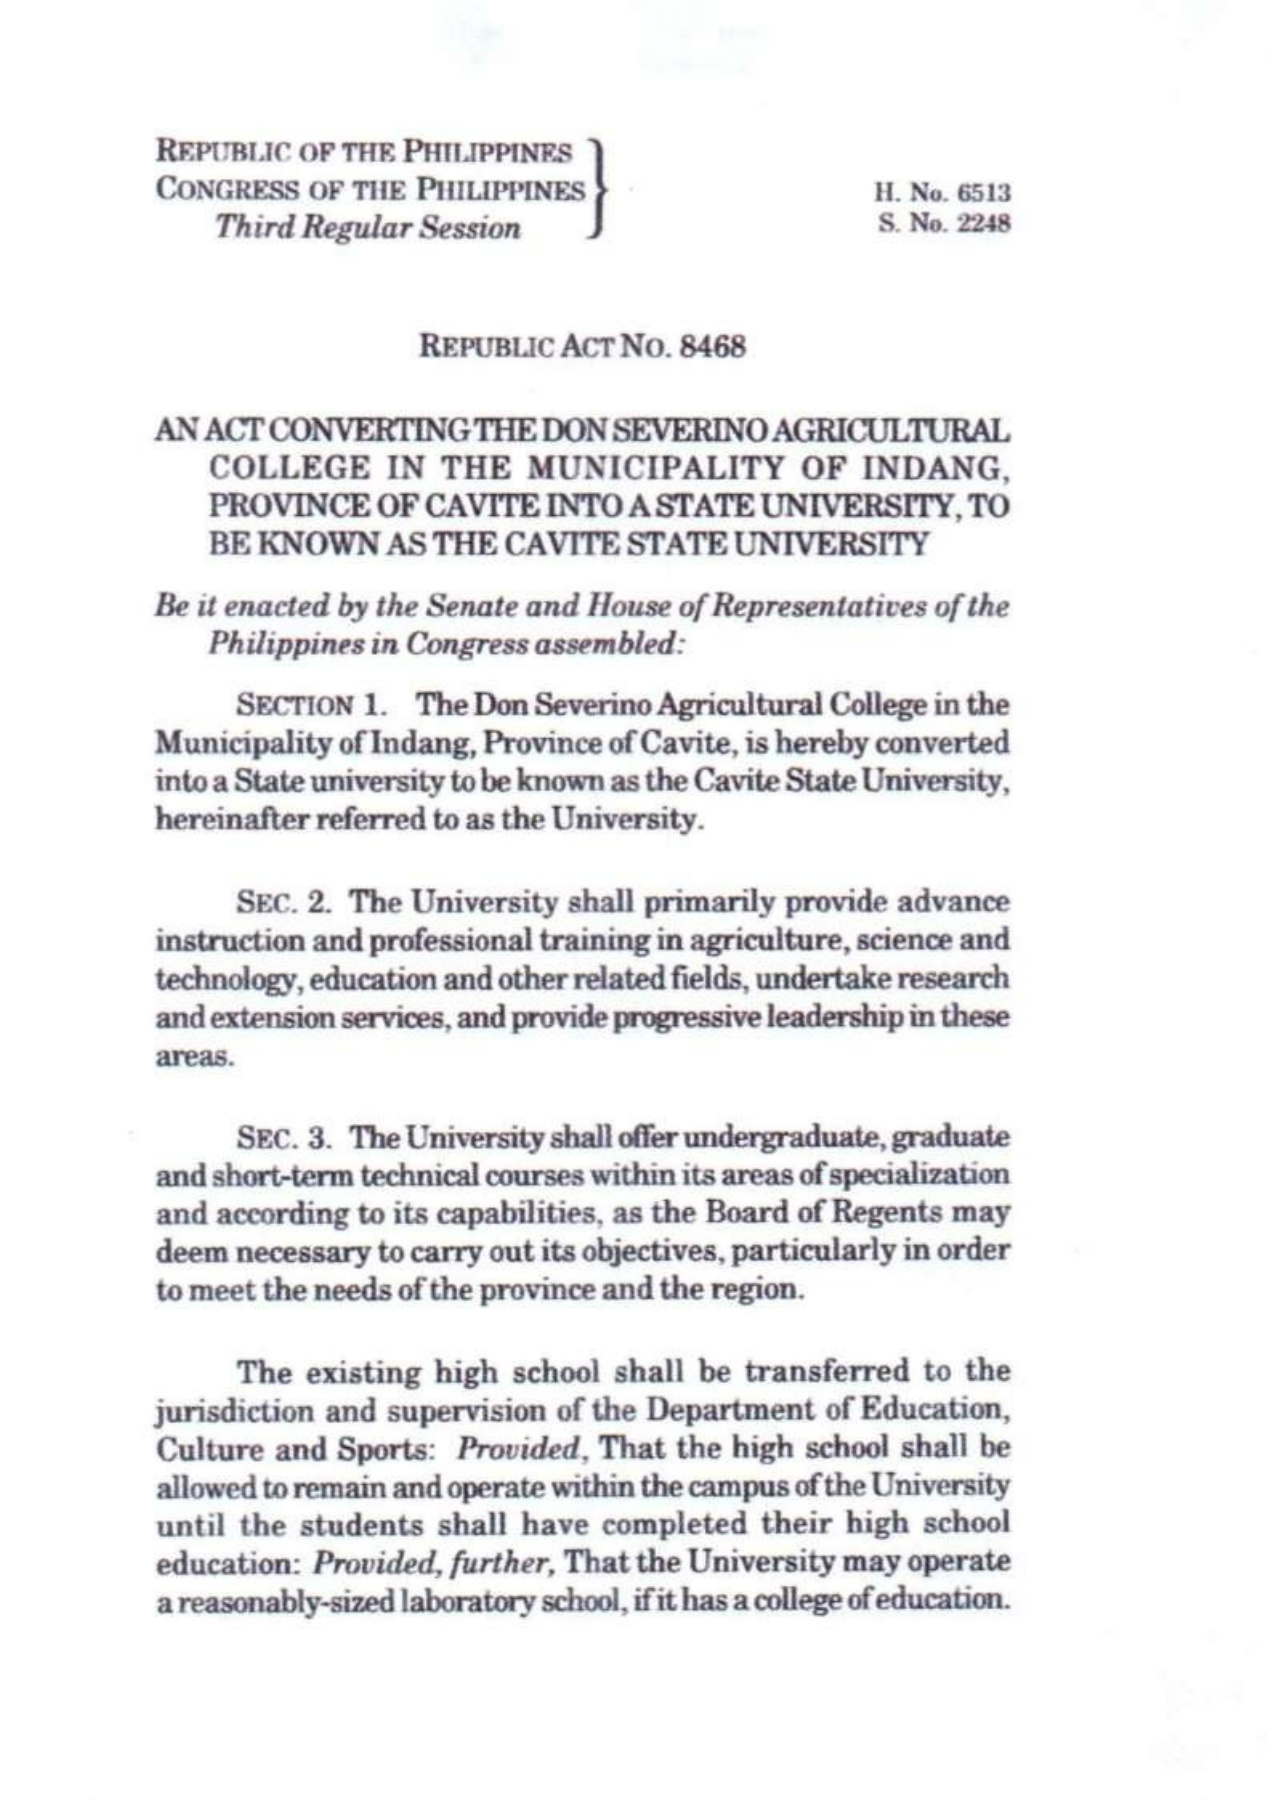 REPUBLIC OF THE PHILIPPINES
CONGRESS OF THE PHILIPPINES
Third Regular Session
H. No. 6513
S. No. 2248
REPUBLIC ACT NO. 8468
AN ACT CONVERTING THE DON SEVERINO AGRICULTURAL
COLLEGE IN THE MUNICIPALITY OF INDANG,
PROVINCE OF CAVITE INTO A STATE UNIVERSITY, TO
BE KNOWN AS THE CAVITE STATE UNIVERSITY
Be it enacted by the Senate and House of Representatives of the
Philippines in Congress assembled:
SECTION 1. The Don Severino Agricultural College in the
Municipality of Indang, Province of Cavite, is hereby converted
into a State university to be known as the Cavite State University,
hereinafter referred to as the University.
SEC. 2. The University shall primarily provide advance
instruction and professional training in agriculture, science and
technology, education and other related fields, undertake research
and extension services, and provide progressive leadership in these
areas.
SEC. 3. The University shall offer undergraduate, graduate
and short-term technical courses within its areas of specialization
and according to its capabilities, as the Board of Regents may
deem necessary to carry out its objectives, particularly in order
to meet the needs of the province and the region.
The existing high school shall be transferred to the
jurisdiction and supervision of the Department of Education,
Culture and Sports: Provided, That the high school shall be
allowed to remain and operate within the campus of the University
until the students shall have completed their high school
education: Provided, further, That the University may operate
a reasonably-sized laboratory school, if it has a college of education.